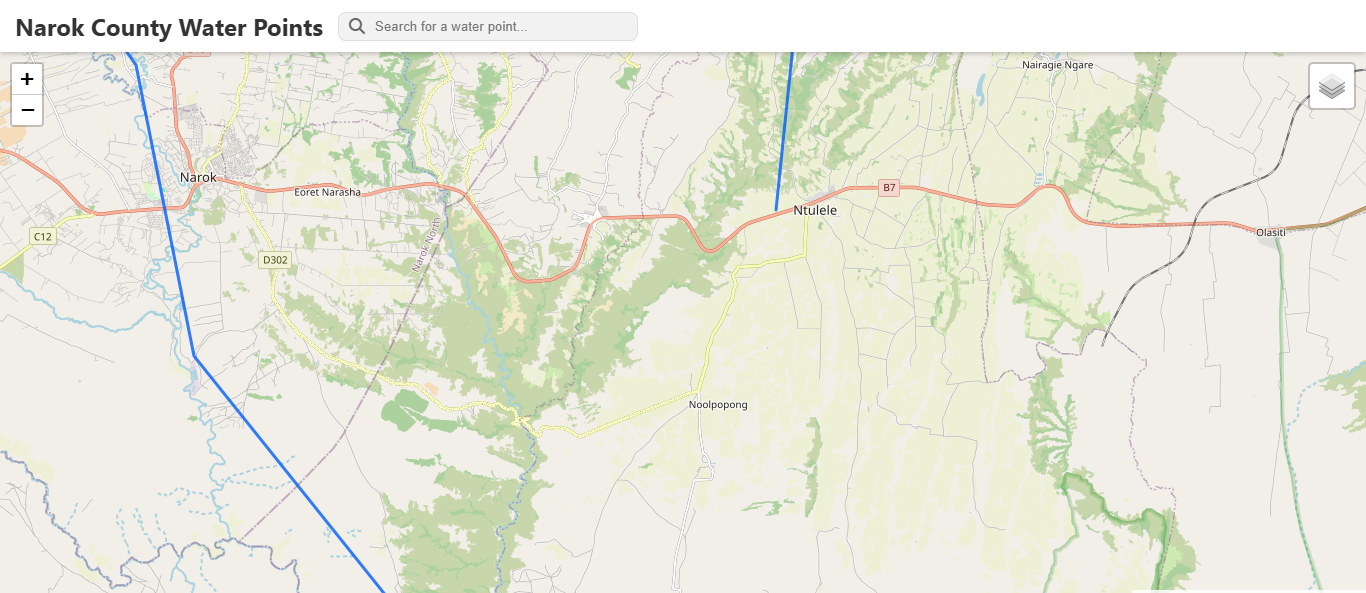 Narok County Water Points
Search for a water point...
+
−
Nairagie Ngare
Narok
Eoret Narasha
B7
Ntulele
C12
Narok North
Olasiti
D302
Noolpopong